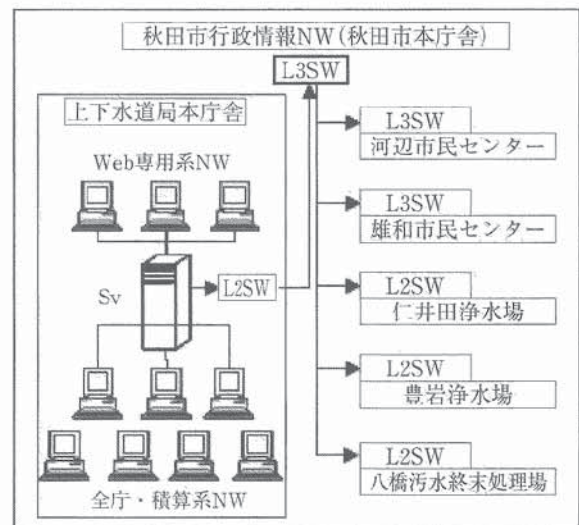 秋田市行政情報NW(秋田市本庁舎)
L3SW
上下水道局本庁舎
Web専用系NW
Sv
L2SW
全庁・積算系NW
L3SW
河辺市民センター
L3SW
雄和市民センター
L2SW
仁井田浄水場
L2SW
豊岩浄水場
L2SW
八橋汚水終末処理場